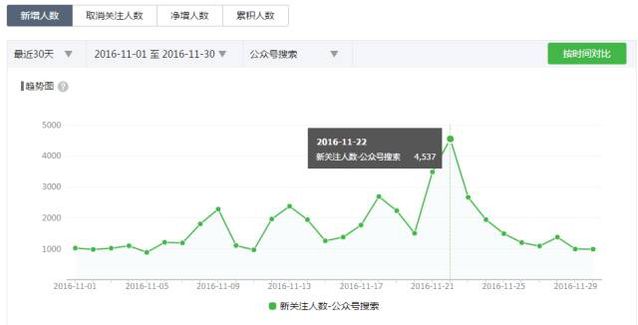 新增人数 取消关注人数 净增人数 累积人数
最近30天 2016-11-01 至 2016-11-30 公众号搜索 按时间对比
趋势图 ?
5000
2016-11-22
新关注人数-公众号搜索 4,537
4000
3000
2000
1000
2016-11-01 2016-11-05 2016-11-09 2016-11-13 2016-11-17 2016-11-21 2016-11-25 2016-11-29
新关注人数-公众号搜索